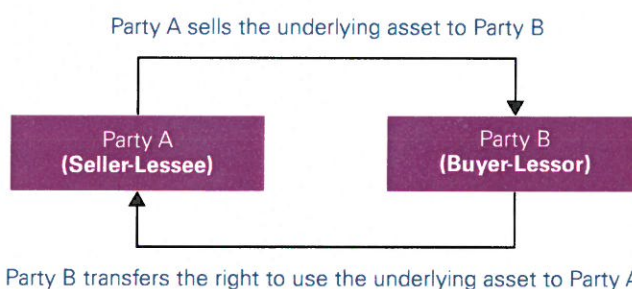 Party A sells the underlying asset to Party B
Party A
(Seller-Lessee)
Party B
(Buyer-Lessor)
Party B transfers the right to use the underlying asset to Party A